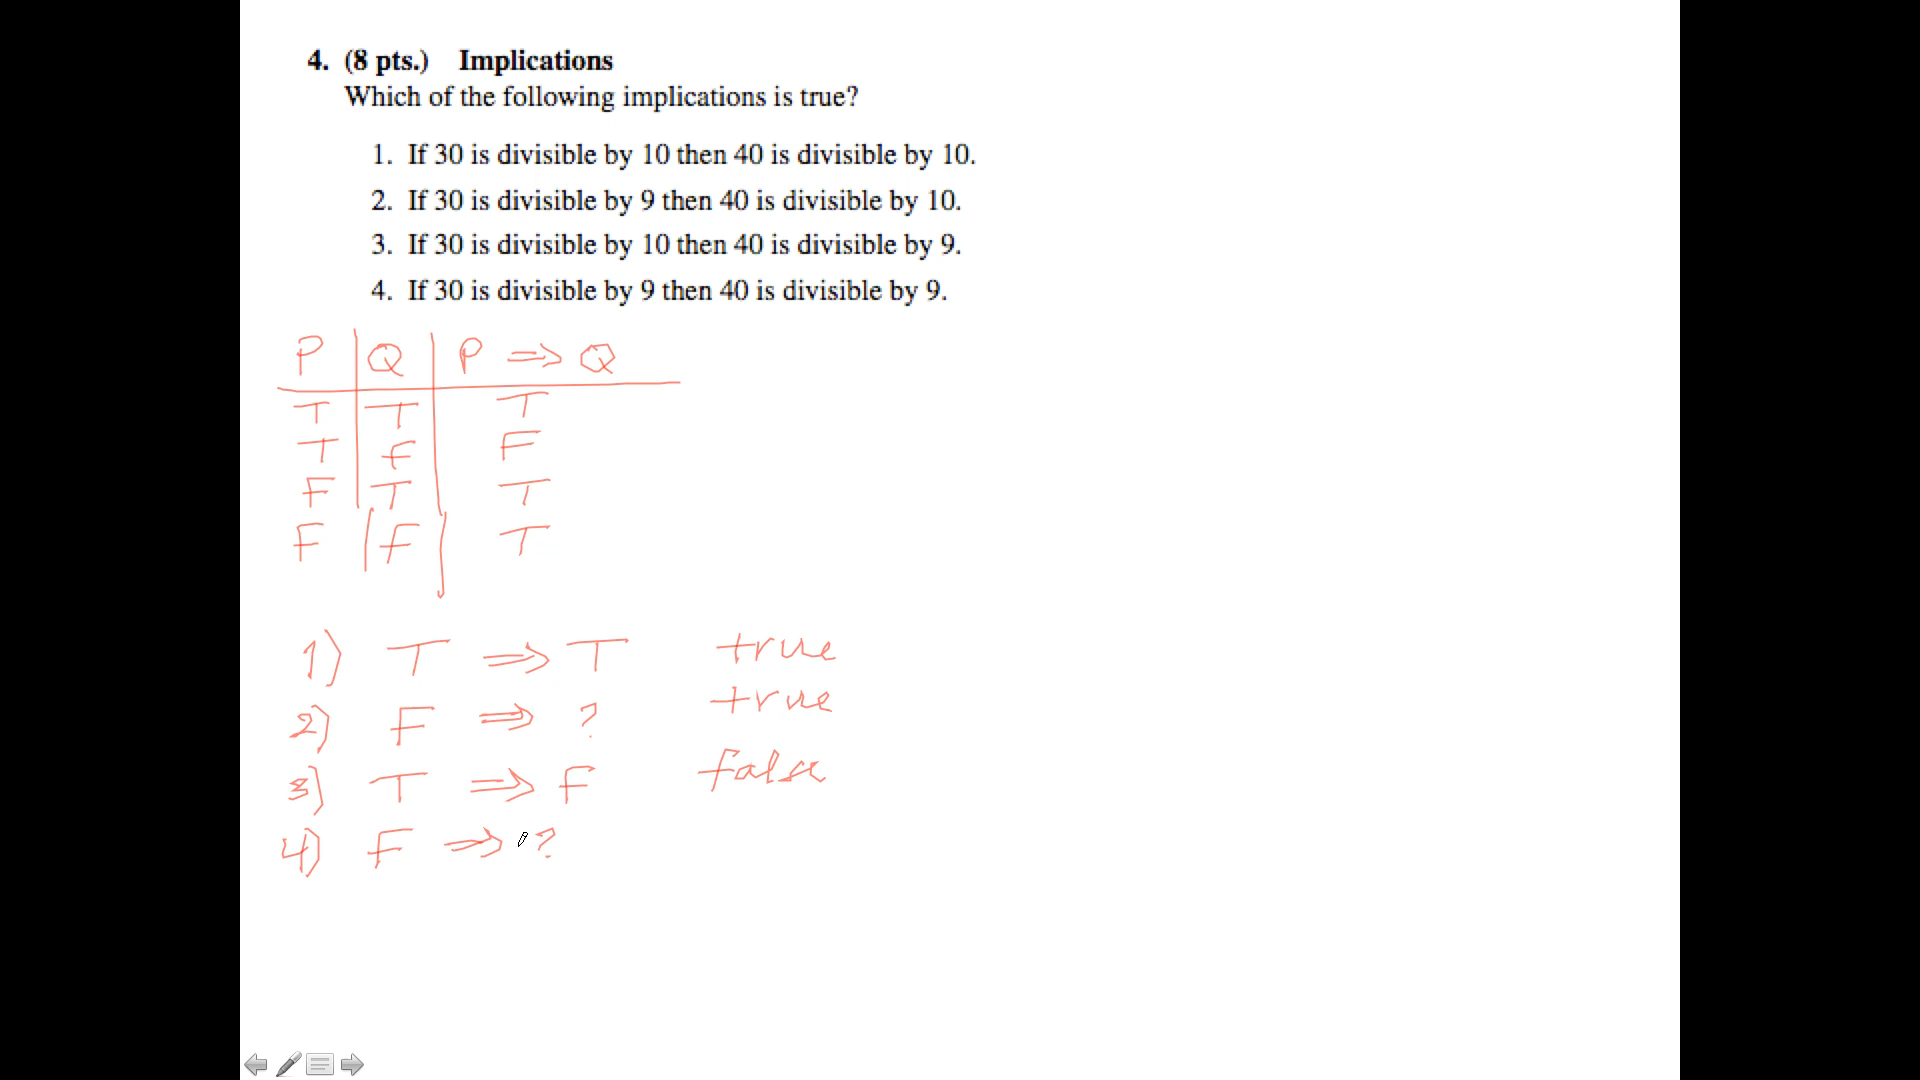 4. (8 pts.) Implications
Which of the following implications is true?
1. If 30 is divisible by 10 then 40 is divisible by 10.
2. If 30 is divisible by 9 then 40 is divisible by 10.
3. If 30 is divisible by 10 then 40 is divisible by 9.
4. If 30 is divisible by 9 then 40 is divisible by 9.
P | Q | P ⇒ Q
T | T | T
T | F | F
F | T | T
F | F | T
1) T ⇒ T true
2) F ⇒ ? true
3) T ⇒ F false
4) F ⇒ ?